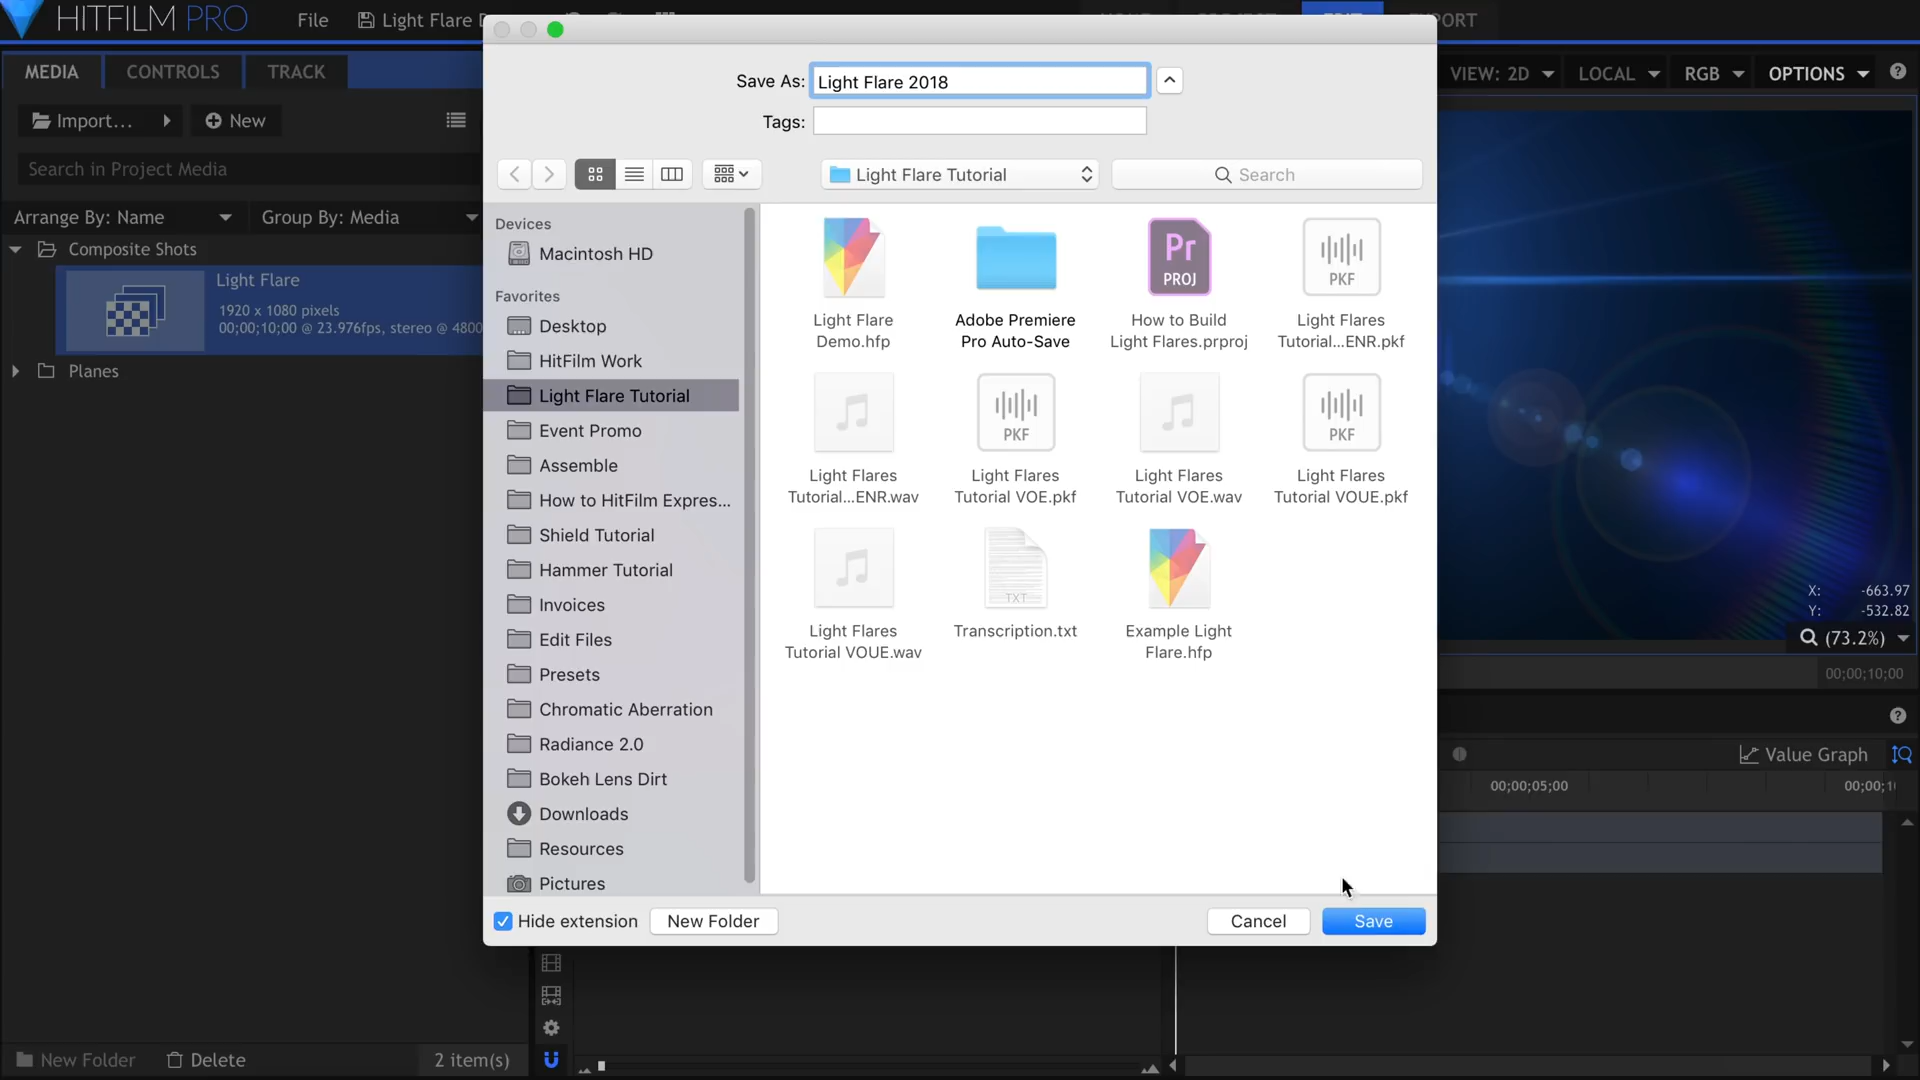 HITFILM PRO
File
Light Flare D
EXPORT
MEDIA
CONTROLS
TRACK
Import...
New
Search in Project Media
Arrange By: Name
Group By: Media
Composite Shots
Light Flare
1920 x 1080 pixels
00;00;10;00 @ 23.976fps, stereo @ 4800
Planes
New Folder
Delete
2 item(s)
Save As:
Light Flare 2018
Tags:
Light Flare Tutorial
Search
Devices
Macintosh HD
Favorites
Desktop
HitFilm Work
Light Flare Tutorial
Event Promo
Assemble
How to HitFilm Expres...
Shield Tutorial
Hammer Tutorial
Invoices
Edit Files
Presets
Chromatic Aberration
Radiance 2.0
Bokeh Lens Dirt
Downloads
Resources
Pictures
Light Flare
Demo.hfp
Adobe Premiere
Pro Auto-Save
Pr
PROJ
How to Build
Light Flares.prproj
PKF
Light Flares
Tutorial...ENR.pkf
Light Flares
Tutorial...ENR.wav
PKF
Light Flares
Tutorial VOE.pkf
Light Flares
Tutorial VOE.wav
PKF
Light Flares
Tutorial VOUE.pkf
Light Flares
Tutorial VOUE.wav
TXT
Transcription.txt
Example Light
Flare.hfp
Hide extension
New Folder
Cancel
Save
VIEW: 2D
LOCAL
RGB
OPTIONS
?
X: -663.97
Y: -532.82
(73.2%)
00;00;10;00
?
Value Graph
00;00;05;00
00;00;1